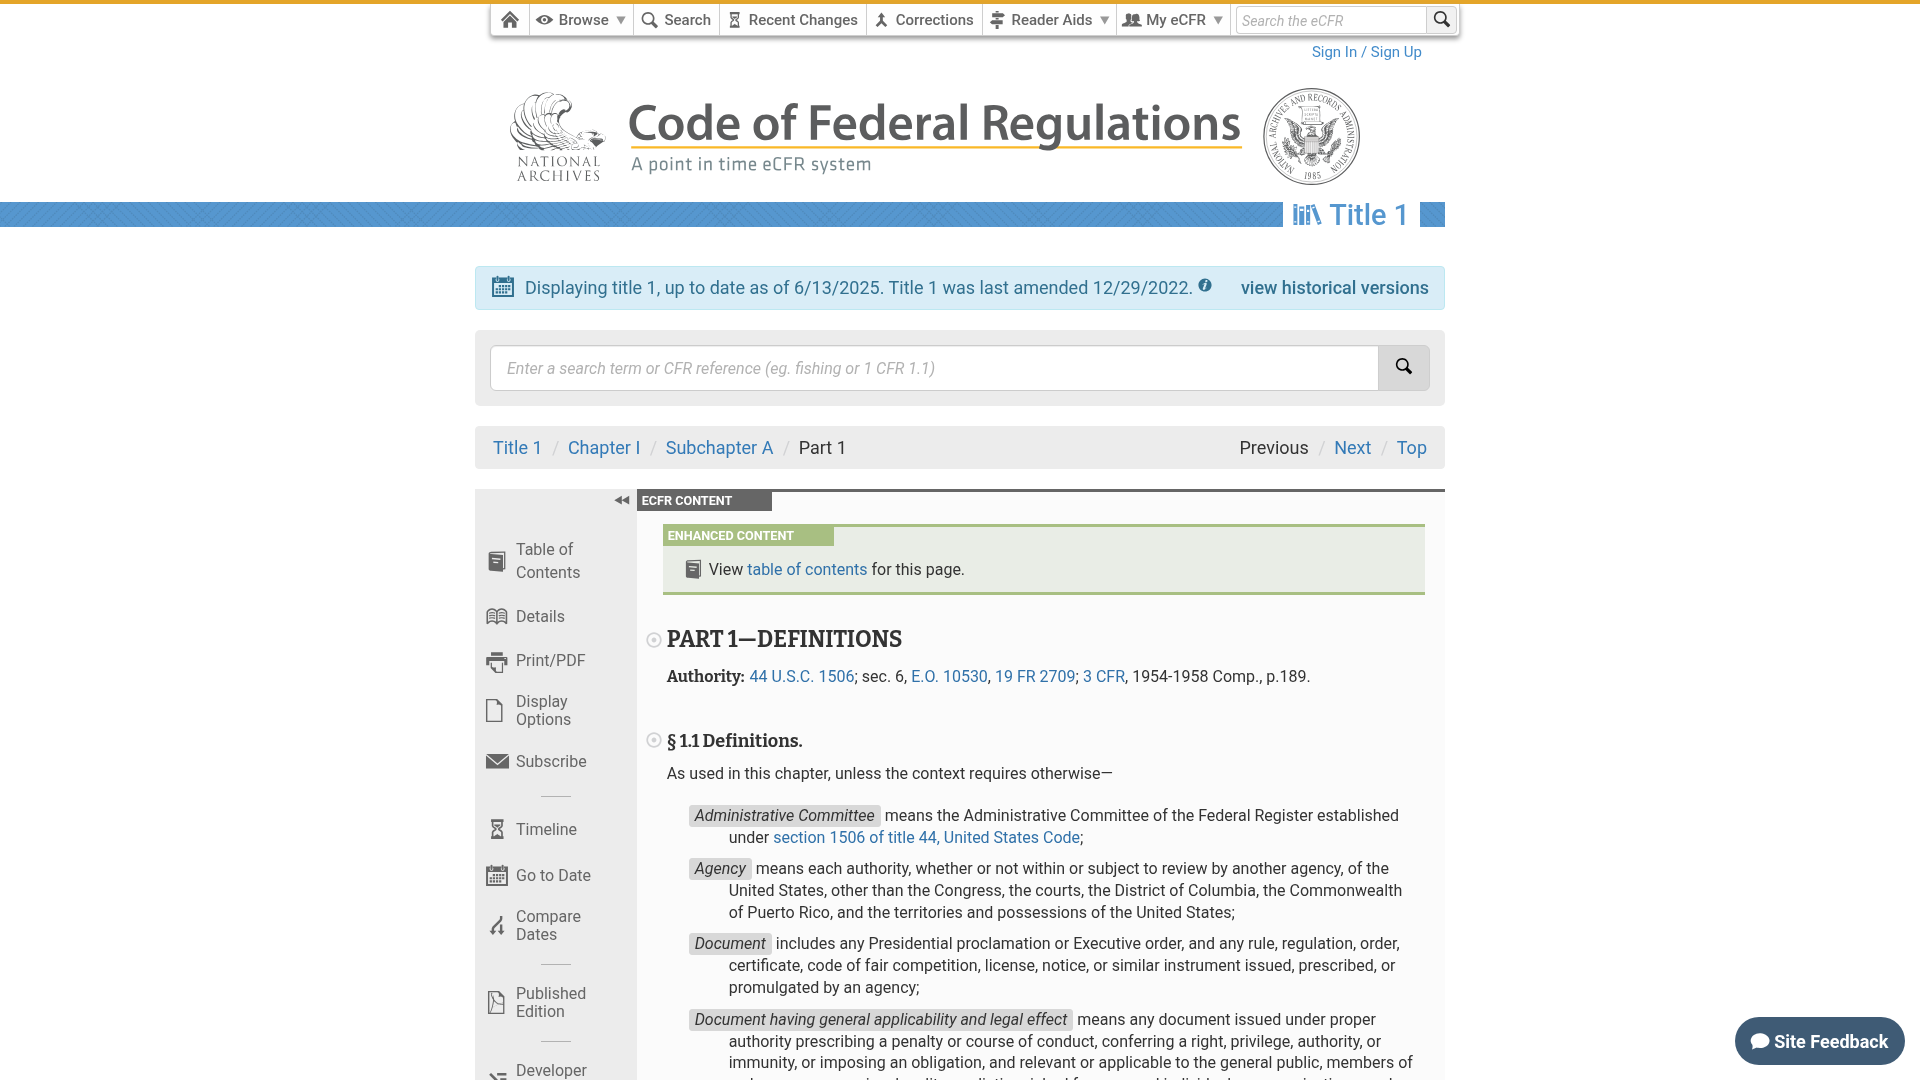 Browse ▼ Search Recent Changes Corrections Reader Aids ▼ My eCFR ▼ Search the eCFR
Sign In / Sign Up
NATIONAL ARCHIVES
Code of Federal Regulations
A point in time eCFR system
NATIONAL ARCHIVES AND RECORDS ADMINISTRATION
1985
Title 1
Displaying title 1, up to date as of 6/13/2025. Title 1 was last amended 12/29/2022. view historical versions
Enter a search term or CFR reference (eg. fishing or 1 CFR 1.1)
Title 1 / Chapter I / Subchapter A / Part 1 Previous / Next / Top
ECFR CONTENT
Table of
Contents
Details
Print/PDF
Display
Options
Subscribe
Timeline
Go to Date
Compare
Dates
Published
Edition
Developer
ENHANCED CONTENT
View table of contents for this page.
PART 1—DEFINITIONS
Authority: 44 U.S.C. 1506; sec. 6, E.O. 10530, 19 FR 2709; 3 CFR, 1954-1958 Comp., p.189.
§ 1.1 Definitions.
As used in this chapter, unless the context requires otherwise—
Administrative Committee means the Administrative Committee of the Federal Register established
under section 1506 of title 44, United States Code;
Agency means each authority, whether or not within or subject to review by another agency, of the
United States, other than the Congress, the courts, the District of Columbia, the Commonwealth
of Puerto Rico, and the territories and possessions of the United States;
Document includes any Presidential proclamation or Executive order, and any rule, regulation, order,
certificate, code of fair competition, license, notice, or similar instrument issued, prescribed, or
promulgated by an agency;
Document having general applicability and legal effect means any document issued under proper
authority prescribing a penalty or course of conduct, conferring a right, privilege, authority, or
immunity, or imposing an obligation, and relevant or applicable to the general public, members of
Site Feedback